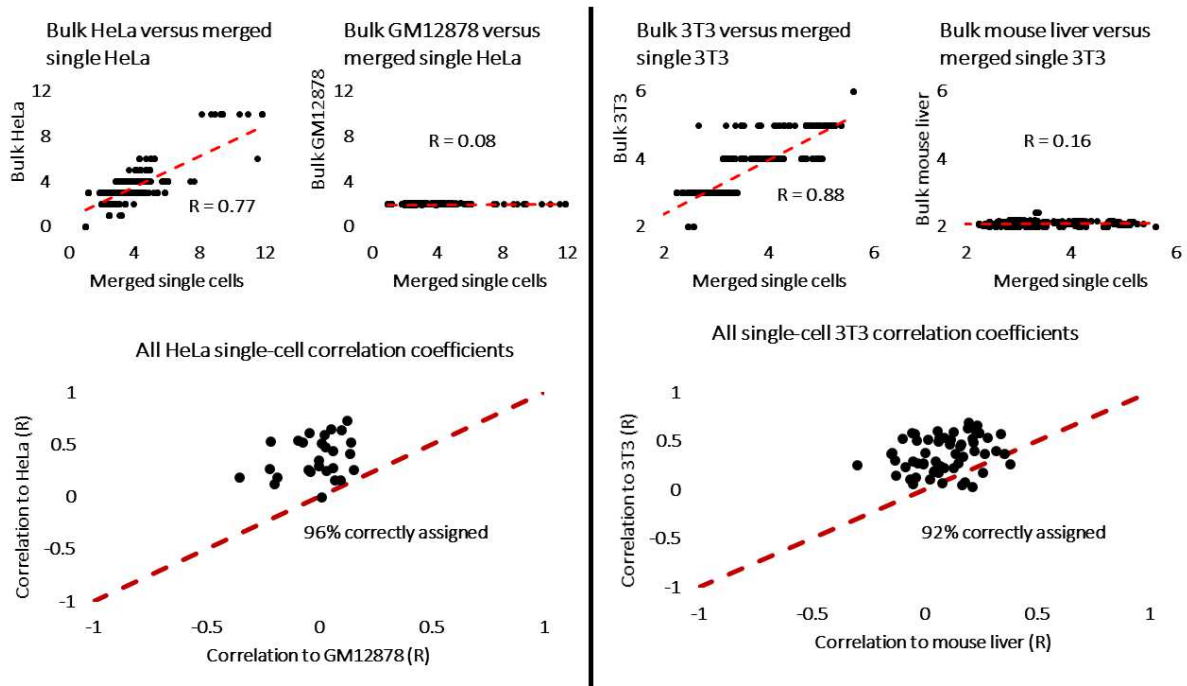 Bulk HeLa versus merged
single HeLa
Bulk HeLa
12
8
4
0
R = 0.77
0
4
8
12
Merged single cells
Bulk GM12878 versus
merged single HeLa
Bulk GM12878
12
8
4
0
R = 0.08
0
4
8
12
Merged single cells
All HeLa single-cell correlation coefficients
Correlation to HeLa (R)
1
0.5
0
-0.5
-1
96% correctly assigned
-1
-0.5
0
0.5
1
Correlation to GM12878 (R)
Bulk 3T3 versus merged
single 3T3
Bulk 3T3
6
4
2
R = 0.88
2
4
6
Merged single cells
Bulk mouse liver versus
merged single 3T3
Bulk mouse liver
6
4
2
R = 0.16
2
4
6
Merged single cells
All single-cell 3T3 correlation coefficients
Correlation to 3T3 (R)
1
0.5
0
-0.5
-1
92% correctly assigned
-1
-0.5
0
0.5
1
Correlation to mouse liver (R)